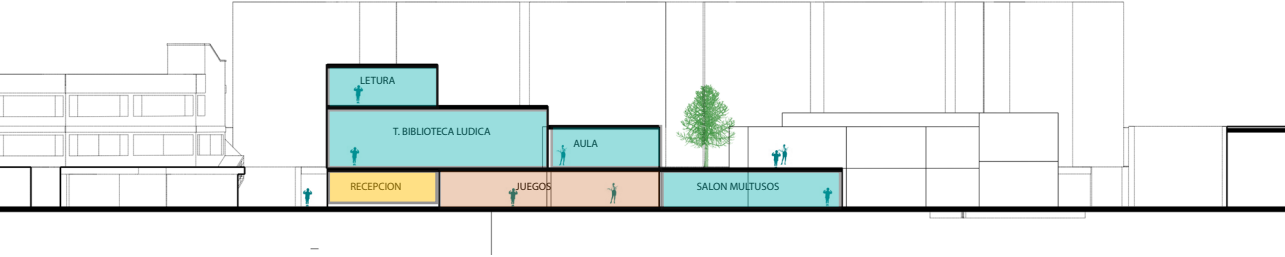 LETURA
T. BIBLIOTECA LUDICA
AULA
RECEPCION
JUEGOS
SALON MULTUSOS